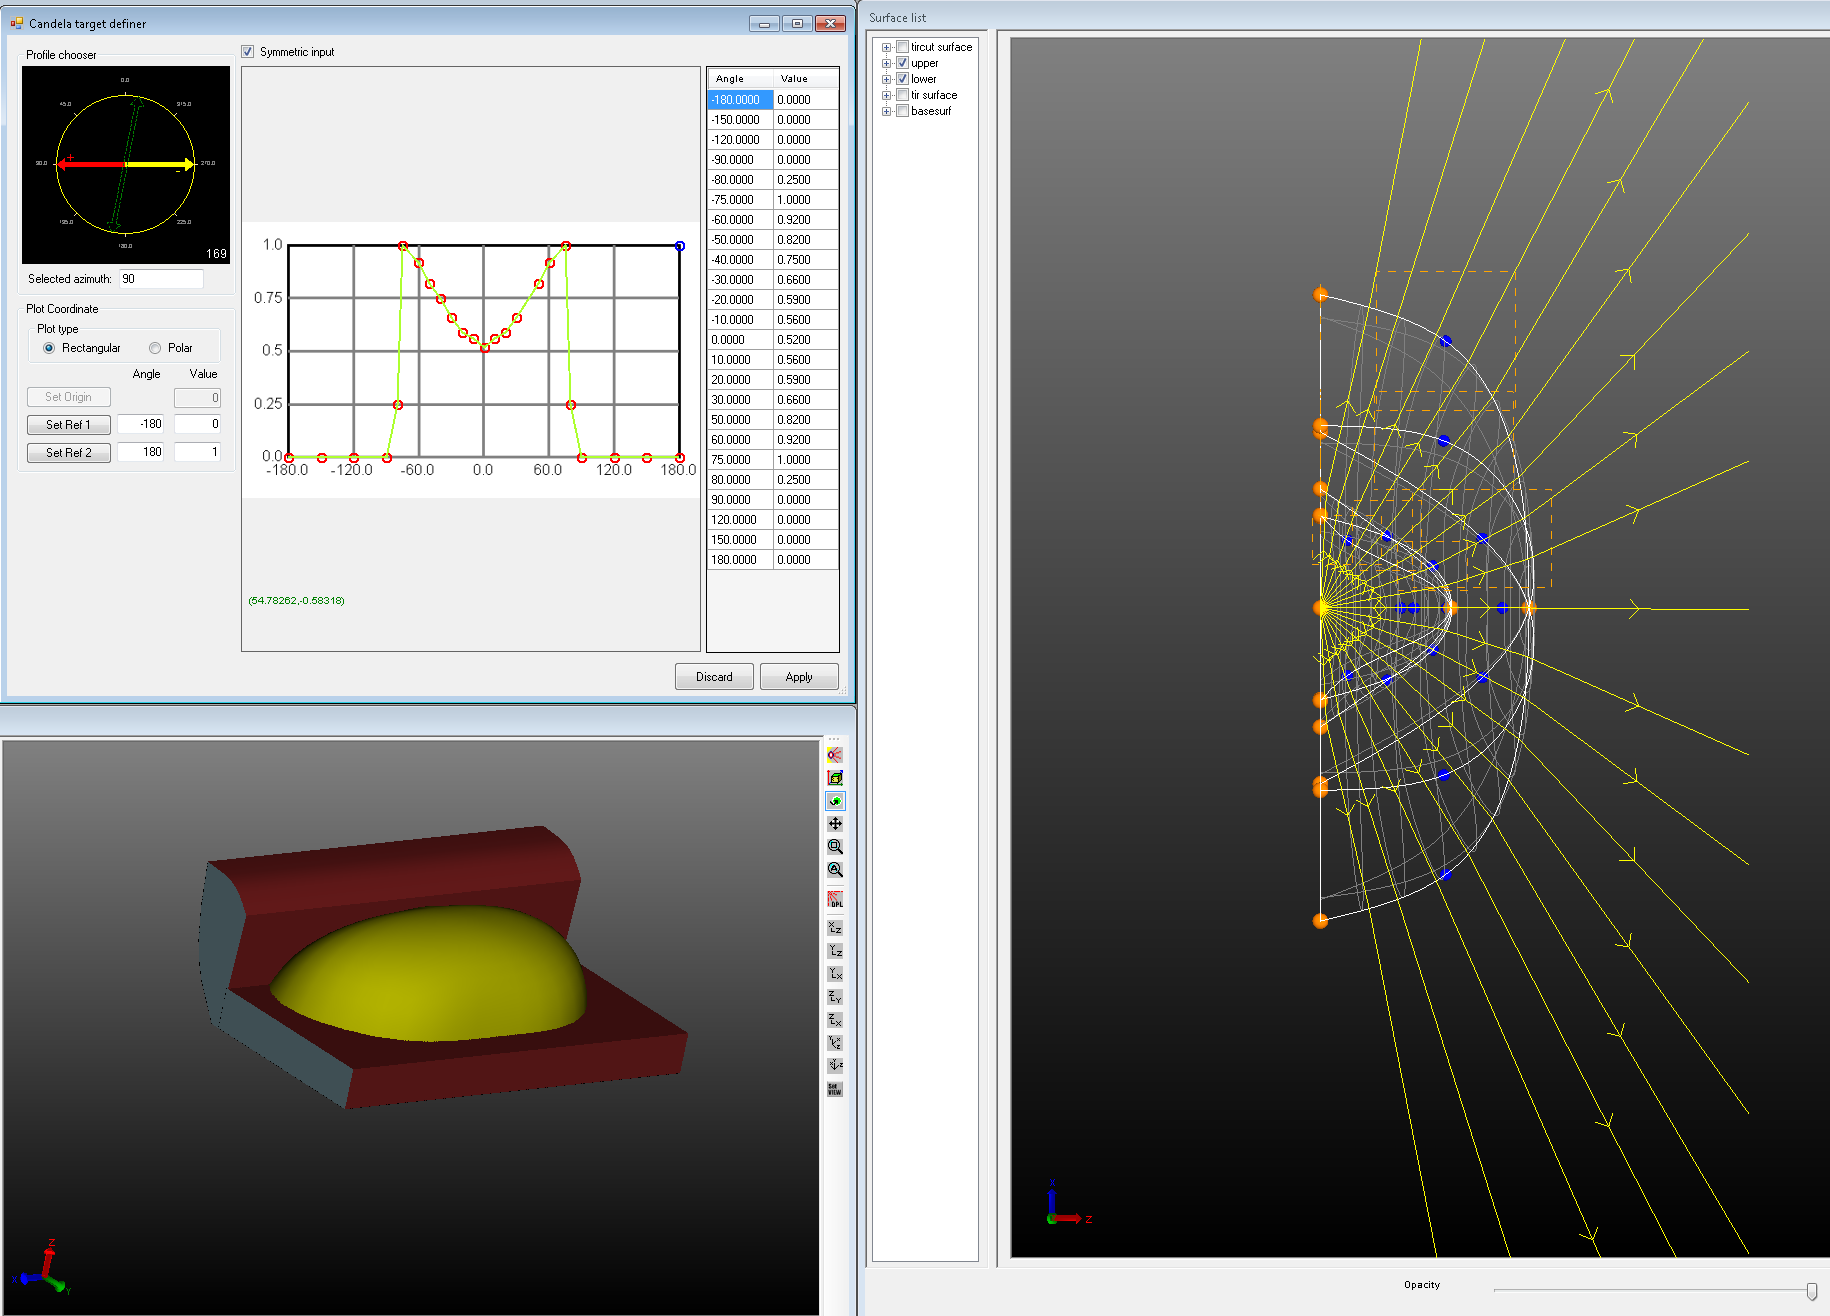 Candela target definer
Profile chooser
0.0
45.0
315.0
90.0
+
270.0
-
225.0
180.0
169
Selected azimuth: 90
Plot Coordinate
Plot type
Rectangular Polar
Angle Value
Set Origin 0
Set Ref 1 -180 0
Set Ref 2 180 1
Symmetric input
1.0
0.75
0.5
0.25
0.0
-180.0 -120.0 -60.0 0.0 60.0 120.0 180.0
(54.78262,-0.58318)
Angle Value
-180.0000 0.0000
-150.0000 0.0000
-120.0000 0.0000
-90.0000 0.0000
-80.0000 0.2500
-75.0000 1.0000
-60.0000 0.9200
-50.0000 0.8200
-40.0000 0.7500
-30.0000 0.6600
-20.0000 0.5900
-10.0000 0.5600
0.0000 0.5200
10.0000 0.5600
20.0000 0.5900
30.0000 0.6600
50.0000 0.8200
60.0000 0.9200
75.0000 1.0000
80.0000 0.2500
90.0000 0.0000
120.0000 0.0000
150.0000 0.0000
180.0000 0.0000
Discard Apply
Surface list
tircut surface
upper
lower
tir surface
basesurf
DPL
X Z
Y Z
Y X
Z Y
Z X
Set VIEW
Z
X
Y
X
Z
Opacity